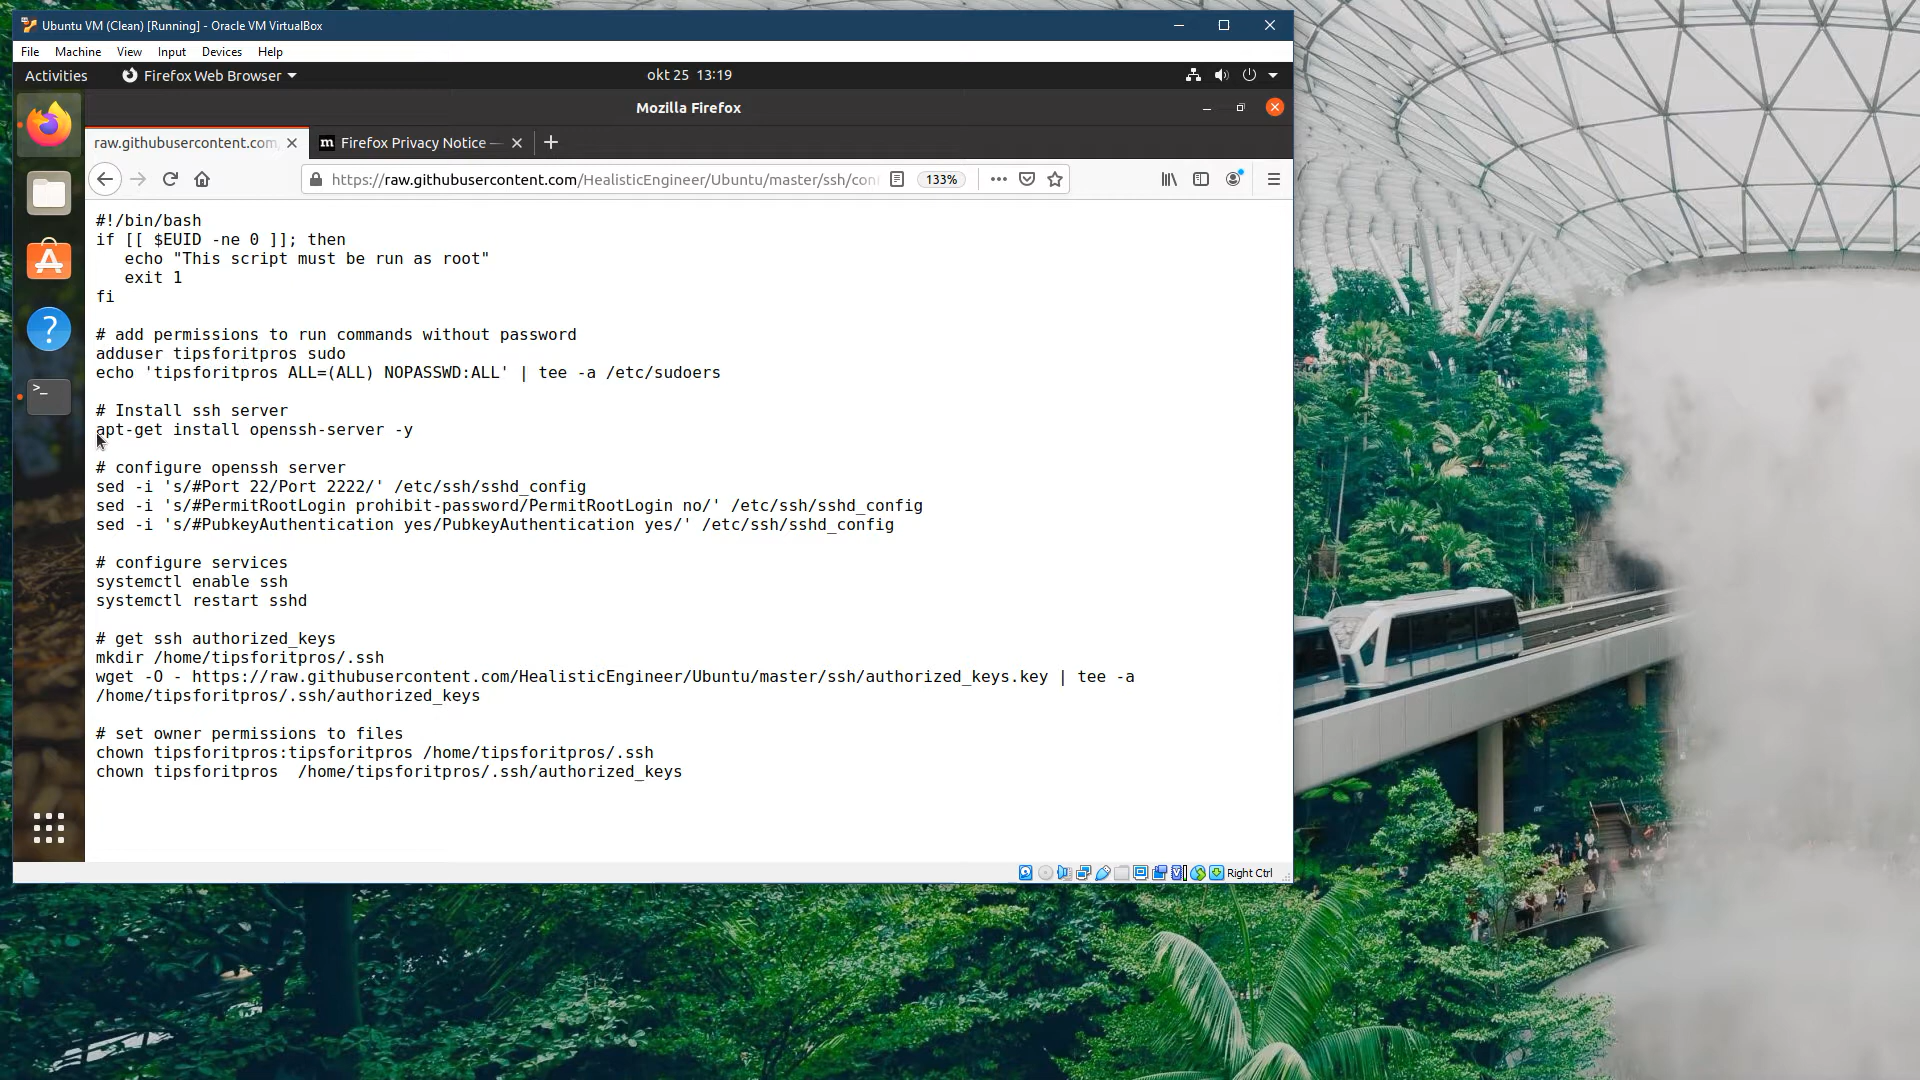 Ubuntu VM (Clean) [Running] - Oracle VM VirtualBox
File Machine View Input Devices Help
Activities Firefox Web Browser okt 25 13:19
Mozilla Firefox
raw.githubusercontent.com Firefox Privacy Notice —
https://raw.githubusercontent.com/HealisticEngineer/Ubuntu/master/ssh/con 133%
#!/bin/bash
if [[ $EUID -ne 0 ]]; then
   echo "This script must be run as root"
   exit 1
fi
# add permissions to run commands without password
adduser tipsforitpros sudo
echo 'tipsforitpros ALL=(ALL) NOPASSWD:ALL' | tee -a /etc/sudoers
# Install ssh server
apt-get install openssh-server -y
# configure openssh server
sed -i 's/#Port 22/Port 2222/' /etc/ssh/sshd_config
sed -i 's/#PermitRootLogin prohibit-password/PermitRootLogin no/' /etc/ssh/sshd_config
sed -i 's/#PubkeyAuthentication yes/PubkeyAuthentication yes/' /etc/ssh/sshd_config
# configure services
systemctl enable ssh
systemctl restart sshd
# get ssh authorized_keys
mkdir /home/tipsforitpros/.ssh
wget -O - https://raw.githubusercontent.com/HealisticEngineer/Ubuntu/master/ssh/authorized_keys.key | tee -a
/home/tipsforitpros/.ssh/authorized_keys
# set owner permissions to files
chown tipsforitpros:tipsforitpros /home/tipsforitpros/.ssh
chown tipsforitpros  /home/tipsforitpros/.ssh/authorized_keys
Right Ctrl